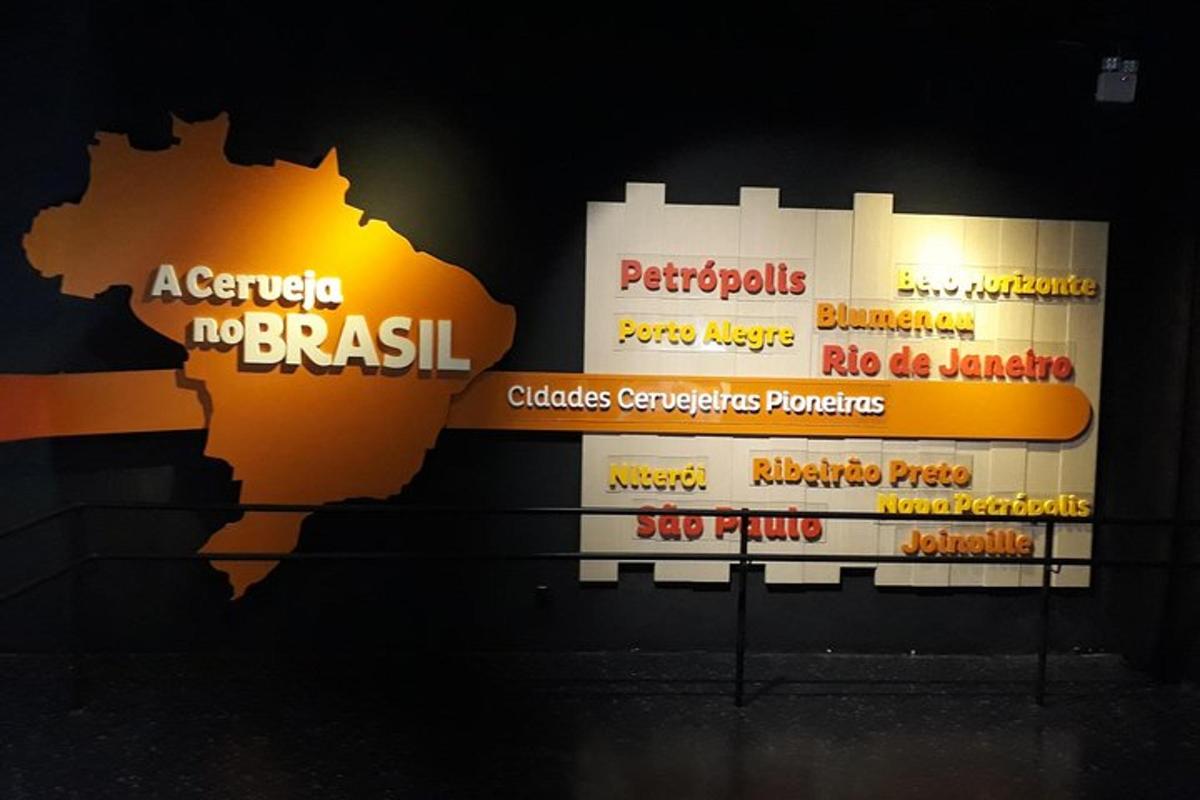 A Cerveja
no BRASIL
Petrópolis
Belo Horizonte
Porto Alegre
Blumenau
Rio de Janeiro
Cidades Cervejeiras Pioneiras
Niterói
Ribeirão Preto
Nova Petrópolis
São Paulo
Joinville